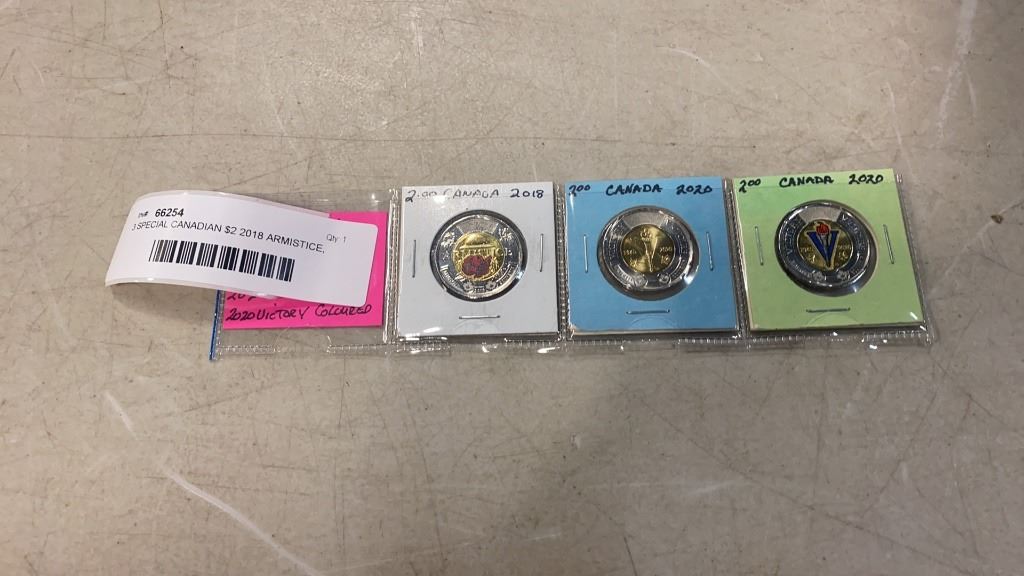 Inv# 66254
3 SPECIAL CANADIAN $2 2018 ARMISTICE,
Qty: 1
2020 VICTORY COLOURED
2.00 CANADA 2018
2.00 CANADA 2020
2.00 CANADA 2020